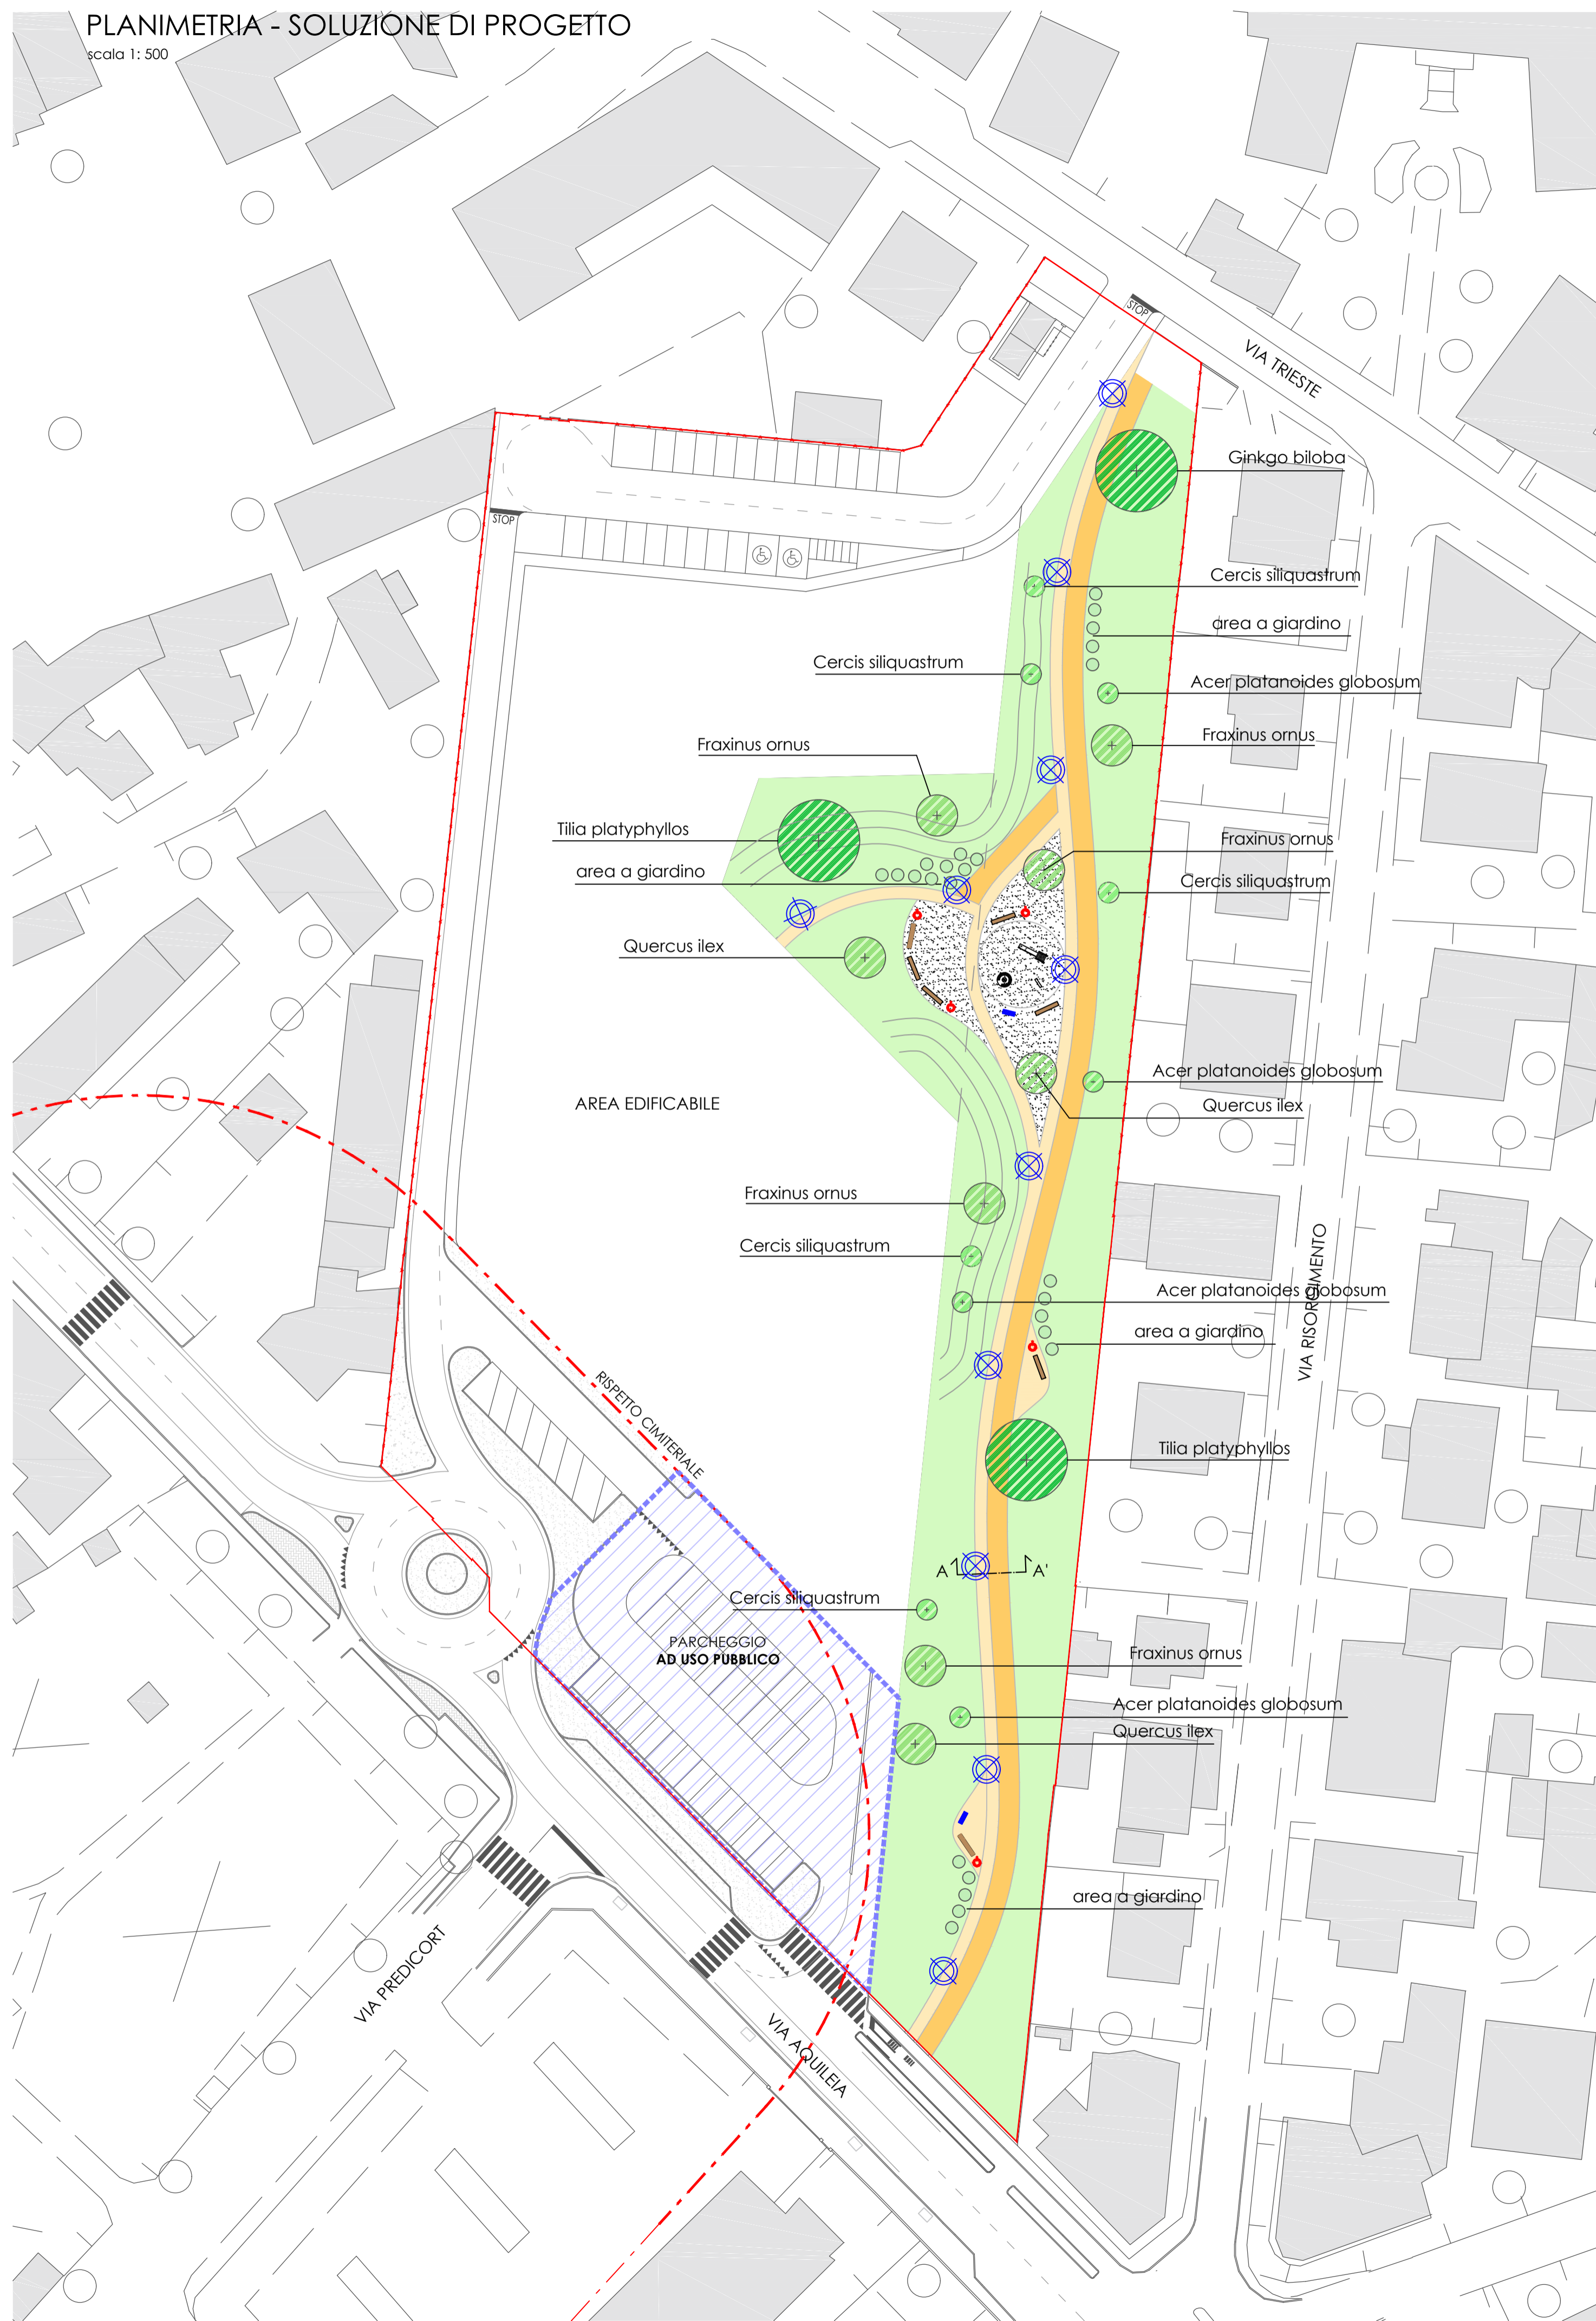 PLANIMETRIA - SOLUZIONE DI PROGETTO
scala 1: 500
STOP
VIA TRIESTE
Ginkgo biloba
STOP
Cercis siliquastrum
area a giardino
Cercis siliquastrum
Acer platanoides globosum
Fraxinus ornus
Fraxinus ornus
Tilia platyphyllos
Fraxinus ornus
area a giardino
Cercis siliquastrum
Quercus ilex
Acer platanoides globosum
AREA EDIFICABILE
Quercus ilex
Fraxinus ornus
Cercis siliquastrum
Acer platanoides globosum
VIA RISORGIMENTO
area a giardino
RISPETTO CIMITERIALE
Tilia platyphyllos
A A'
Cercis siliquastrum
PARCHEGGIO
AD USO PUBBLICO
Fraxinus ornus
Acer platanoides globosum
Quercus ilex
area a giardino
VIA PREDICORT
VIA AQUILEIA